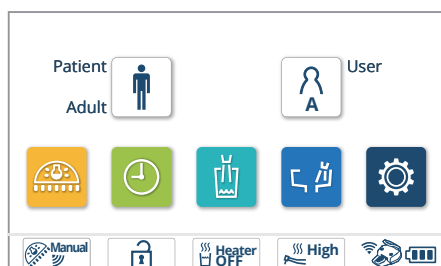 Patient
User
Adult
A
Manual
Heater
OFF
High